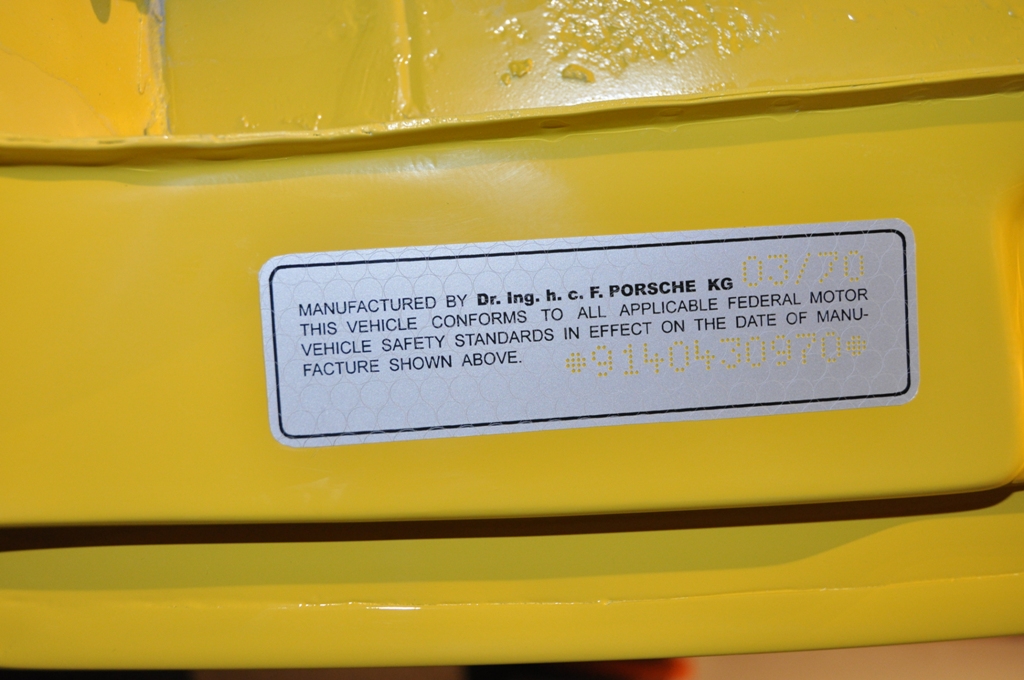 MANUFACTURED BY Dr. Ing. h. c. F. PORSCHE KG 03/70
THIS VEHICLE CONFORMS TO ALL APPLICABLE FEDERAL MOTOR
VEHICLE SAFETY STANDARDS IN EFFECT ON THE DATE OF MANU-
FACTURE SHOWN ABOVE. *9140430970*